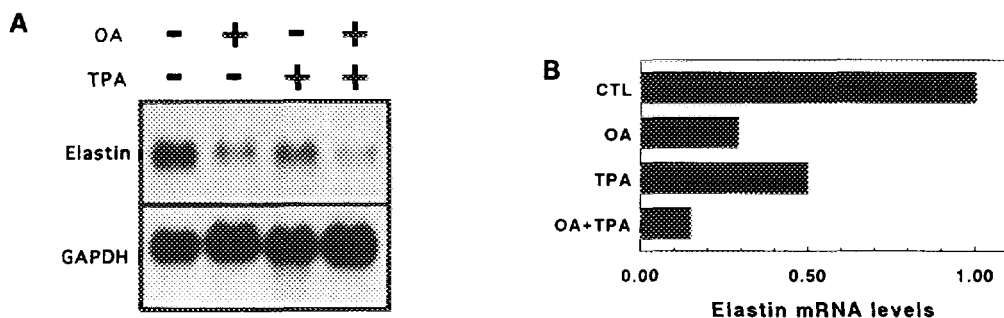 A
OA - + - +
TPA - - + +
Elastin
GAPDH
B
CTL
OA
TPA
OA+TPA
0.00 0.50 1.00
Elastin mRNA levels